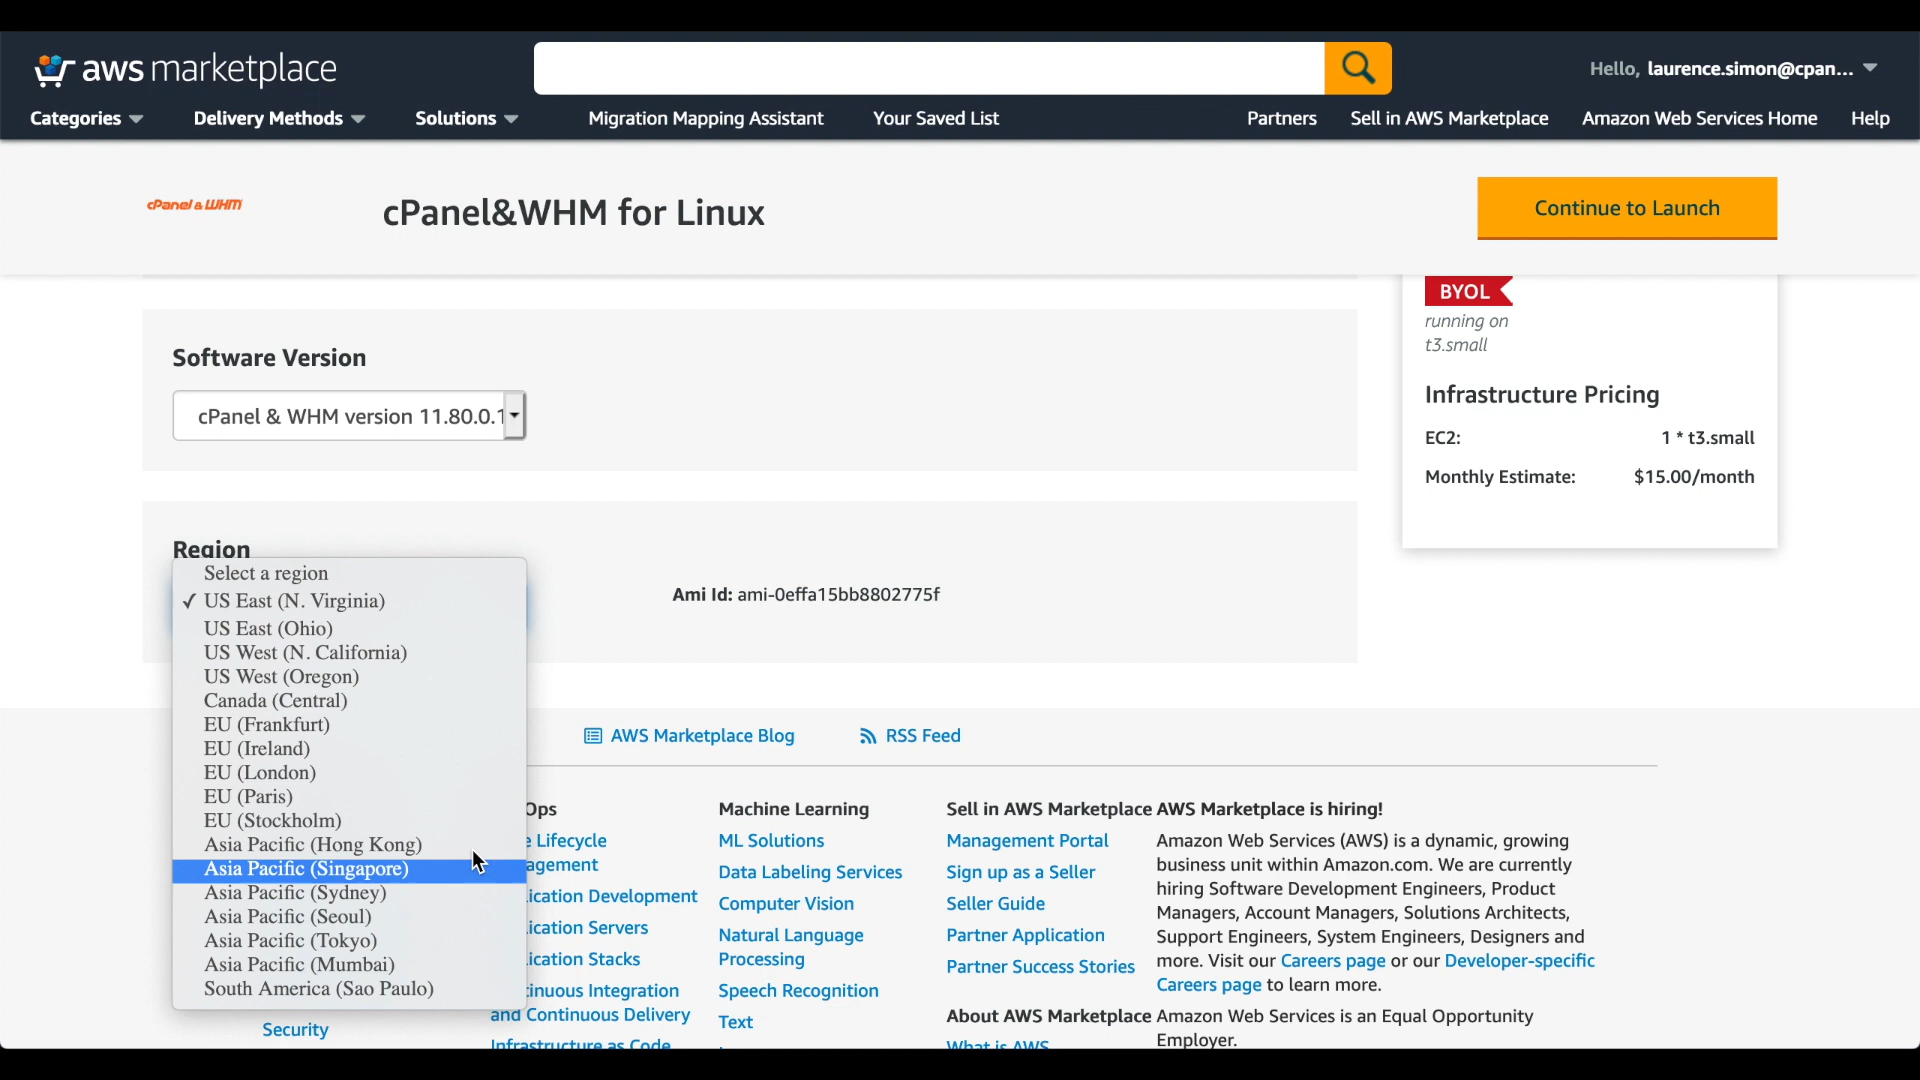 aws marketplace
Hello, laurence.simon@cpan...
Categories
Delivery Methods
Solutions
Migration Mapping Assistant
Your Saved List
Partners
Sell in AWS Marketplace
Amazon Web Services Home
Help
cPanel & WHM
cPanel&WHM for Linux
Continue to Launch
BYOL
running on
t3.small
Infrastructure Pricing
EC2: 1 * t3.small
Monthly Estimate: $15.00/month
Software Version
cPanel & WHM version 11.80.0.1
Region
Select a region
✓ US East (N. Virginia)
US East (Ohio)
US West (N. California)
US West (Oregon)
Canada (Central)
EU (Frankfurt)
EU (Ireland)
EU (London)
EU (Paris)
EU (Stockholm)
Asia Pacific (Hong Kong)
Asia Pacific (Singapore)
Asia Pacific (Sydney)
Asia Pacific (Seoul)
Asia Pacific (Tokyo)
Asia Pacific (Mumbai)
South America (Sao Paulo)
Ami Id: ami-0effa15bb8802775f
AWS Marketplace Blog
RSS Feed
Security
Ops
e Lifecycle
agement
ication Development
ication Servers
ication Stacks
inuous Integration
and Continuous Delivery
Infrastructure as Code
Machine Learning
ML Solutions
Data Labeling Services
Computer Vision
Natural Language
Processing
Speech Recognition
Text
Sell in AWS Marketplace
Management Portal
Sign up as a Seller
Seller Guide
Partner Application
Partner Success Stories
About AWS Marketplace
What is AWS
AWS Marketplace is hiring!
Amazon Web Services (AWS) is a dynamic, growing
business unit within Amazon.com. We are currently
hiring Software Development Engineers, Product
Managers, Account Managers, Solutions Architects,
Support Engineers, System Engineers, Designers and
more. Visit our Careers page or our Developer-specific
Careers page to learn more.
Amazon Web Services is an Equal Opportunity
Employer.